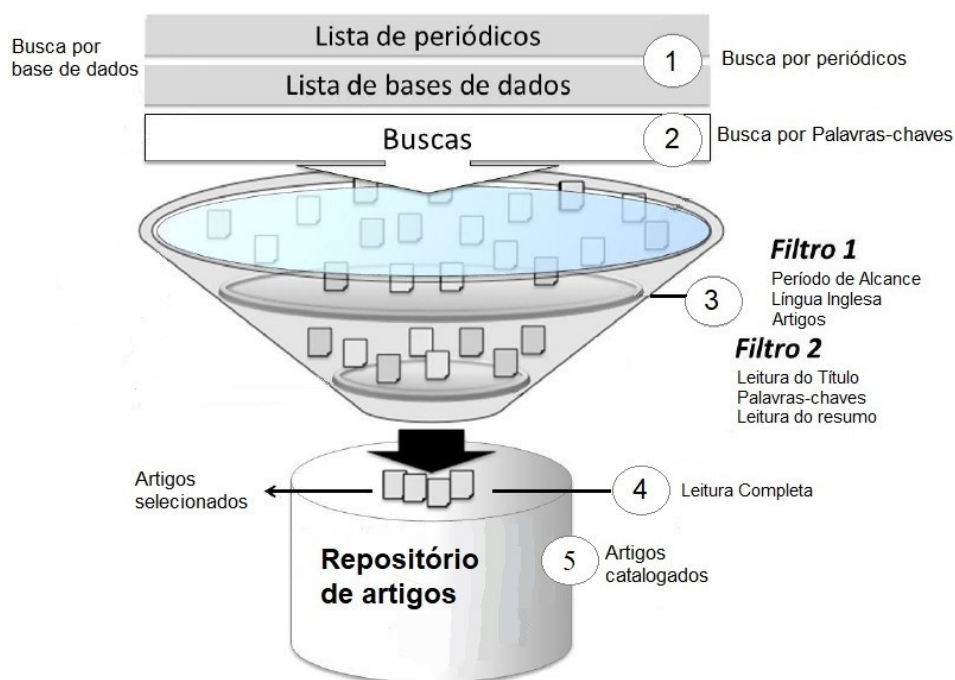 Busca por
base de dados
Lista de periódicos
1
Busca por periódicos
Lista de bases de dados
Buscas
2
Busca por Palavras-chaves
3
Filtro 1
Período de Alcance
Língua Inglesa
Artigos
Filtro 2
Leitura do Título
Palavras-chaves
Leitura do resumo
Artigos
selecionados
4
Leitura Completa
Repositório
de artigos
5
Artigos
catalogados